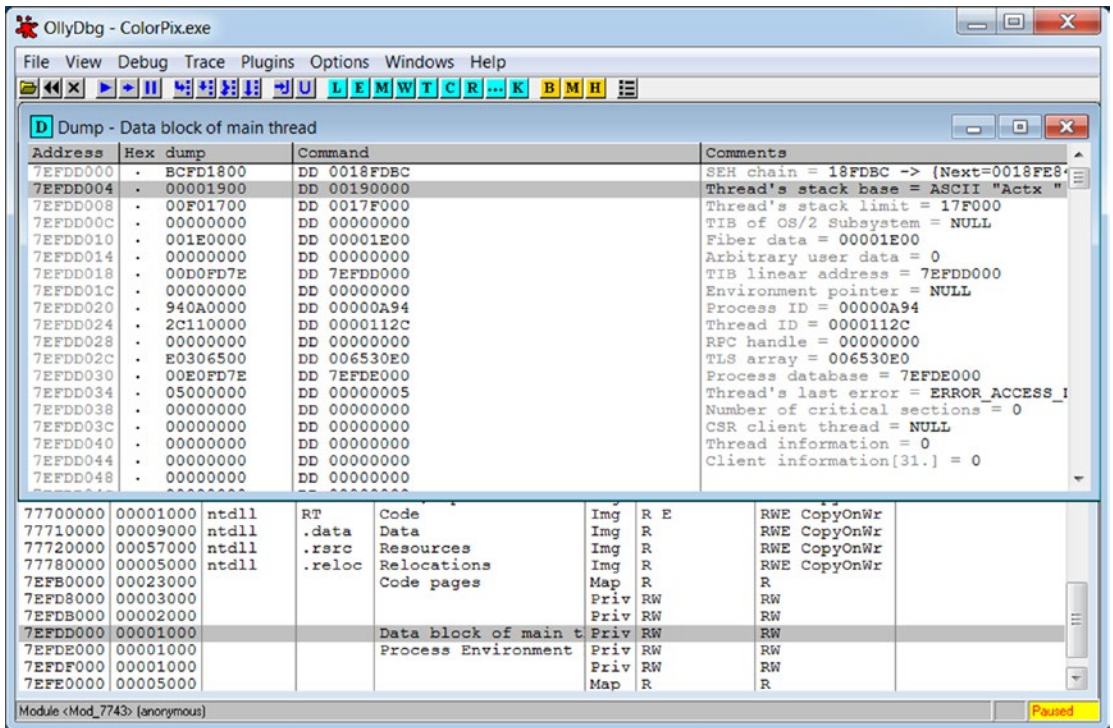 OllyDbg - ColorPix.exe
File View Debug Trace Plugins Options Windows Help
L E M W T C R ... K B M H
D Dump - Data block of main thread
Address Hex dump Command Comments
7EFDD000 . BCFD1800 DD 0018FDBC SEH chain = 18FDBC -> {Next=0018FE8
7EFDD004 . 00001900 DD 00190000 Thread's stack base = ASCII "Actx "
7EFDD008 . 00F01700 DD 0017F000 Thread's stack limit = 17F000
7EFDD00C . 00000000 DD 00000000 TIB of OS/2 Subsystem = NULL
7EFDD010 . 001E0000 DD 00001E00 Fiber data = 00001E00
7EFDD014 . 00000000 DD 00000000 Arbitrary user data = 0
7EFDD018 . 00D0FD7E DD 7EFDD000 TIB linear address = 7EFDD000
7EFDD01C . 00000000 DD 00000000 Environment pointer = NULL
7EFDD020 . 940A0000 DD 00000A94 Process ID = 00000A94
7EFDD024 . 2C110000 DD 0000112C Thread ID = 0000112C
7EFDD028 . 00000000 DD 00000000 RPC handle = 00000000
7EFDD02C . E0306500 DD 006530E0 TLS array = 006530E0
7EFDD030 . 00E0FD7E DD 7EFDE000 Process database = 7EFDE000
7EFDD034 . 05000000 DD 00000005 Thread's last error = ERROR_ACCESS_
7EFDD038 . 00000000 DD 00000000 Number of critical sections = 0
7EFDD03C . 00000000 DD 00000000 CSR client thread = NULL
7EFDD040 . 00000000 DD 00000000 Thread information = 0
7EFDD044 . 00000000 DD 00000000 Client information[31.] = 0
7EFDD048 . 00000000 DD 00000000
77700000 00001000 ntdll RT Code Img R E RWE CopyOnWr
77710000 00009000 ntdll .data Data Img R RWE CopyOnWr
77720000 00057000 ntdll .rsrc Resources Img R RWE CopyOnWr
77780000 00005000 ntdll .reloc Relocations Img R RWE CopyOnWr
7EFB0000 00023000 Code pages Map R R
7EFD8000 00003000 Priv RW RW
7EFDB000 00002000 Priv RW RW
7EFDD000 00001000 Data block of main t Priv RW RW
7EFDE000 00001000 Process Environment Priv RW RW
7EFDF000 00001000 Priv RW RW
7EFE0000 00005000 Map R R
Module <Mod_7743> (anonymous) Paused